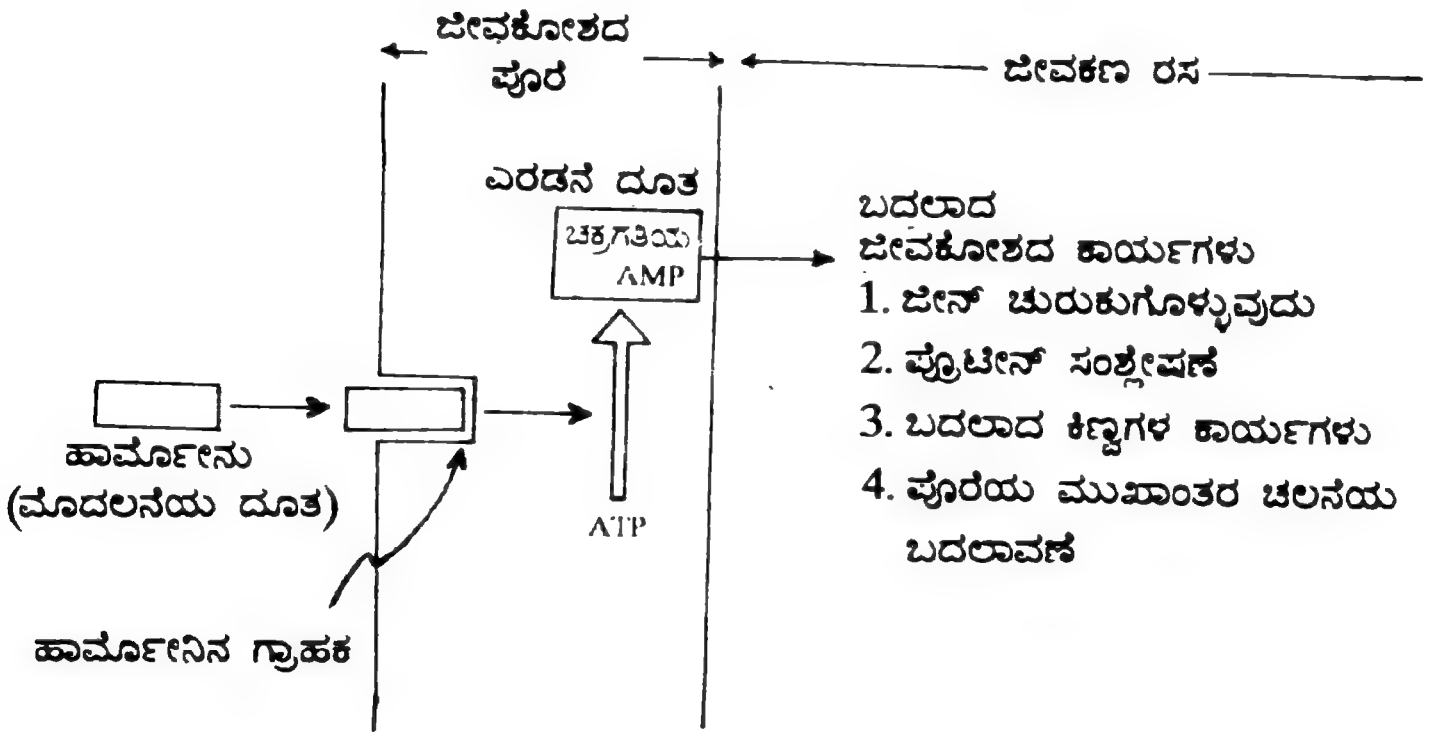 ಜೀವಕೋಶದ
ಪೊರೆ
ಜೀವಕಣ ರಸ
ಎರಡನೆ ದೂತ
ಚಕ್ರಗತಿಯ
AMP
ಬದಲಾದ
ಜೀವಕೋಶದ ಕಾರ್ಯಗಳು
1. ಜೀನ್ ಚುರುಕುಗೊಳ್ಳುವುದು
2. ಪ್ರೊಟೀನ್ ಸಂಶ್ಲೇಷಣೆ
3. ಬದಲಾದ ಕಿಣ್ವಗಳ ಕಾರ್ಯಗಳು
4. ಪೊರೆಯ ಮುಖಾಂತರ ಚಲನೆಯ
ಬದಲಾವಣೆ
ಹಾರ್ಮೋನು
(ಮೊದಲನೆಯ ದೂತ)
ATP
ಹಾರ್ಮೋನಿನ ಗ್ರಾಹಕ